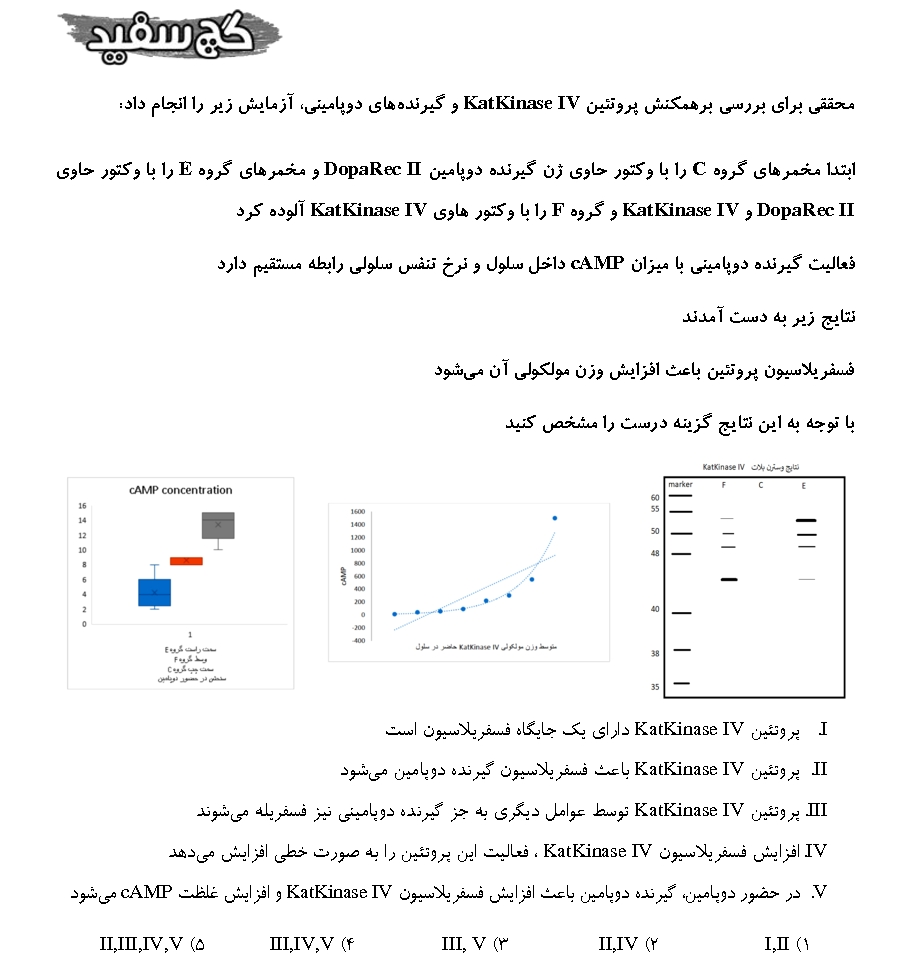 گچ سفید
محققی برای بررسی برهمکنش پروتئین KatKinase IV و گیرنده‌های دوپامینی، آزمایش زیر را انجام داد:
ابتدا مخمرهای گروه C را با وکتور حاوی ژن گیرنده دوپامین DopaRec II و مخمرهای گروه E را با وکتور حاوی
DopaRec II و KatKinase IV و گروه F را با وکتور هاوی KatKinase IV آلوده کرد
فعالیت گیرنده دوپامینی با میزان cAMP داخل سلول و نرخ تنفس سلولی رابطه مستقیم دارد
نتایج زیر به دست آمدند
فسفریلاسیون پروتئین باعث افزایش وزن مولکولی آن می‌شود
با توجه به این نتایج گزینه درست را مشخص کنید
نتایج وسترن بلات KatKinase IV
marker F C E
60
55
50
48
40
38
35
1600
1400
1200
1000
800
600
400
200
0
-200
-400
cAMP
متوسط وزن مولکولی KatKinase IV حاضر در سلول
cAMP concentration
16
14
12
10
8
6
4
2
0
1
سمت راست گروه E
وسط گروه F
سمت چپ گروه C
سنجش در حضور دوپامین
I. پروتئین KatKinase IV دارای یک جایگاه فسفریلاسیون است
II. پروتئین KatKinase IV باعث فسفریلاسیون گیرنده دوپامین می‌شود
III. پروتئین KatKinase IV توسط عوامل دیگری به جز گیرنده دوپامینی نیز فسفریله می‌شوند
IV. افزایش فسفریلاسیون KatKinase IV ، فعالیت این پروتئین را به صورت خطی افزایش می‌دهد
V. در حضور دوپامین، گیرنده دوپامین باعث افزایش فسفریلاسیون KatKinase IV و افزایش غلظت cAMP می‌شود
۱) I,II ۲) II,IV ۳) III, V ۴) III,IV,V ۵) II,III,IV,V